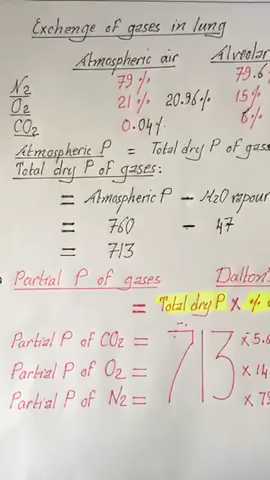 Exchange of gases in lung
Atmospheric air Alveolar
N2 79% 79.6
O2 21% 20.96% 15%
CO2 0.04% 6%
Atmospheric P = Total dry P of gas
Total dry P of gases:
= Atmospheric P - H2O vapour
= 760 - 47
= 713
Partial P of gases Dalton's
= Total dry P x %
Partial P of CO2 = 713 x 5.6
Partial P of O2 = x 14
Partial P of N2 = x 79